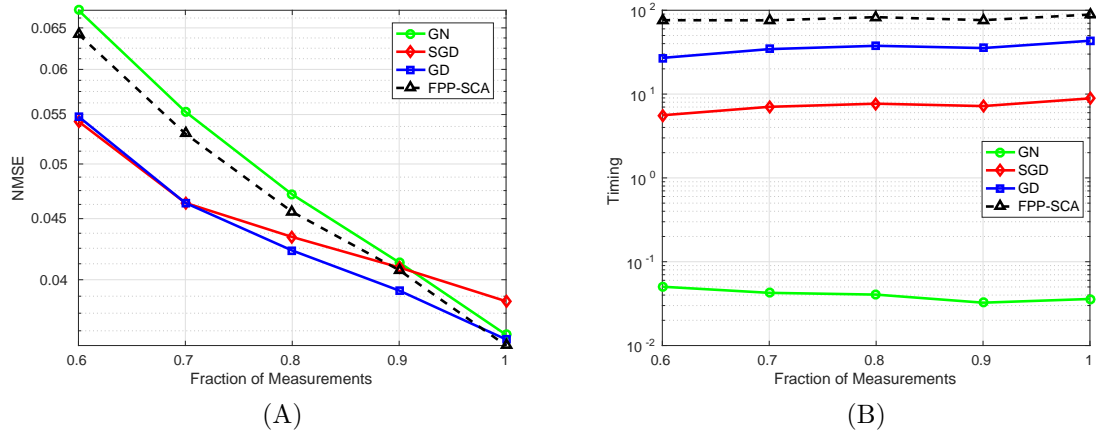 0.065
0.06
0.055
0.05
0.045
0.04
NMSE
0.6
0.7
0.8
0.9
1
Fraction of Measurements
GN
SGD
GD
FPP-SCA
(A)
10^2
10^1
10^0
10^-1
10^-2
Timing
0.6
0.7
0.8
0.9
1
Fraction of Measurements
GN
SGD
GD
FPP-SCA
(B)